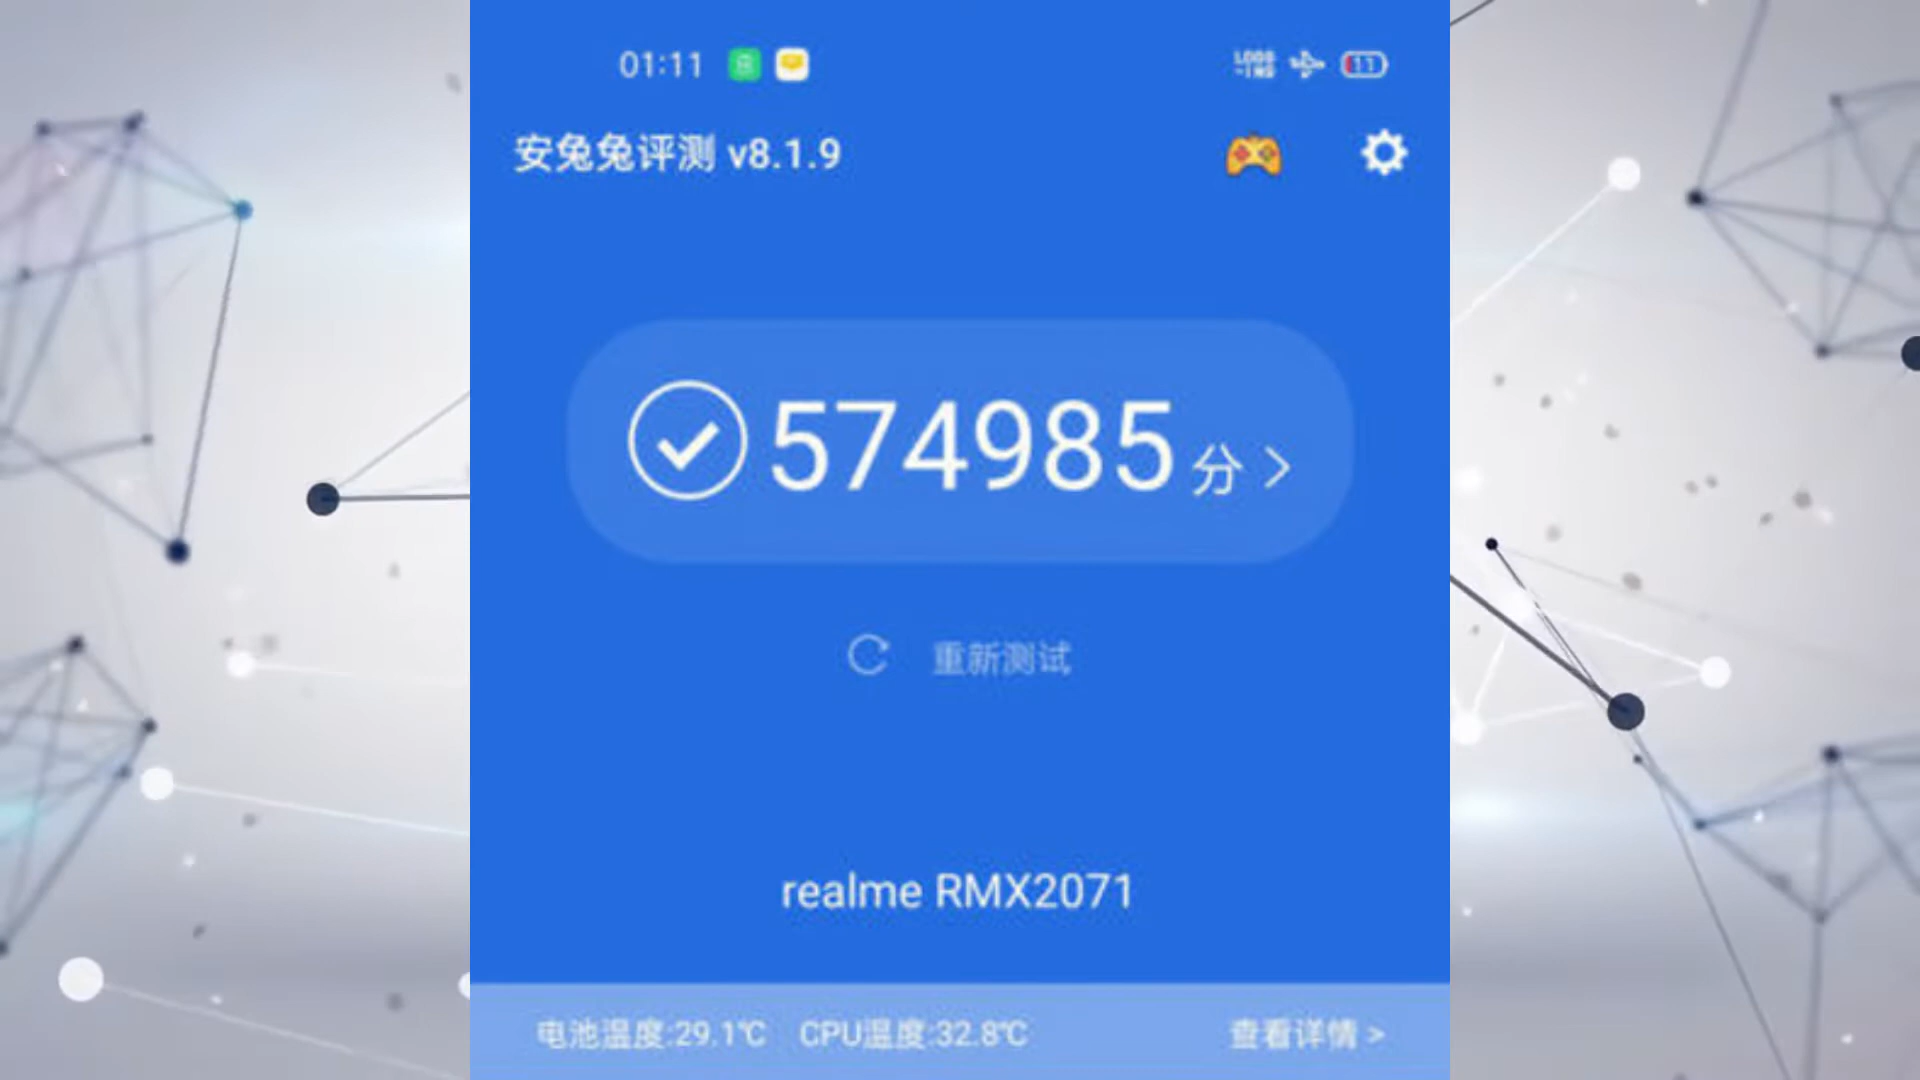 01:11 11
安兔兔评测 v8.1.9
574985分 >
重新测试
realme RMX2071
电池温度:29.1℃ CPU温度:32.8℃ 查看详情 >